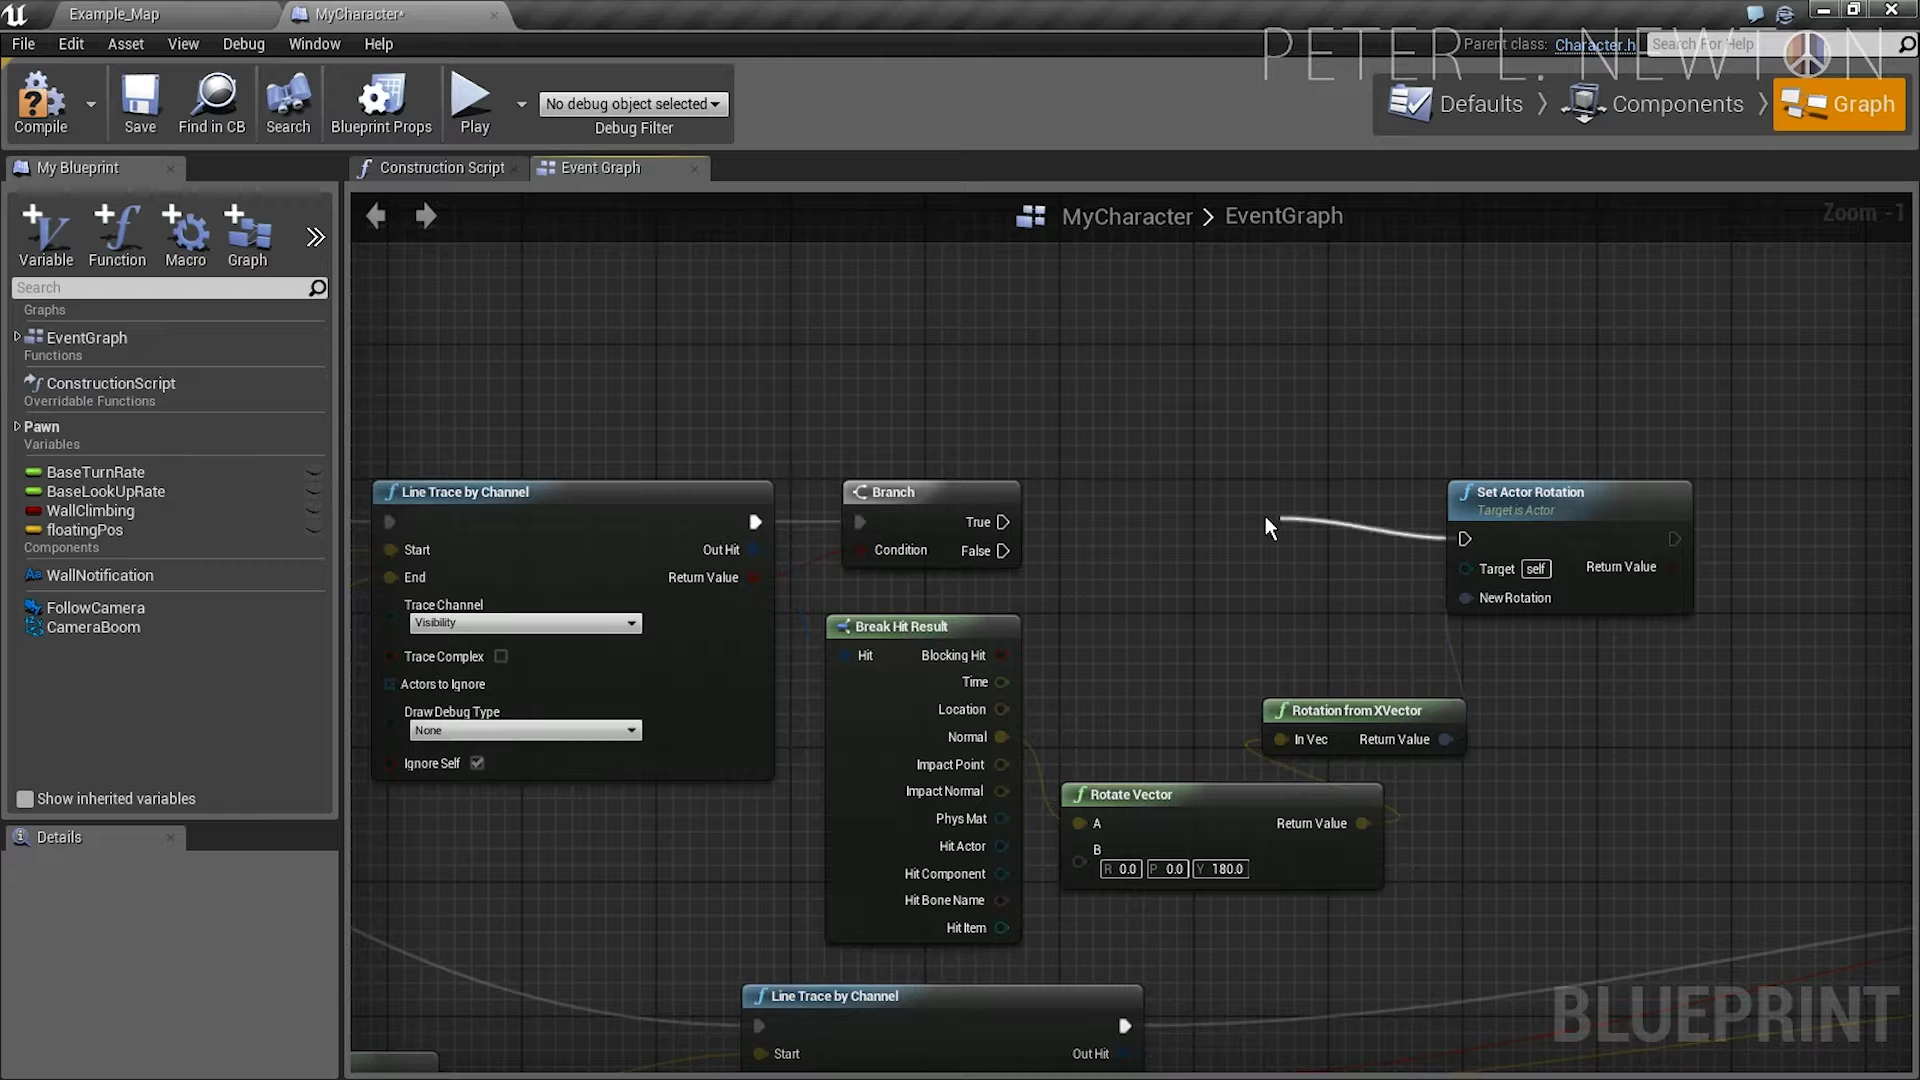 Example_Map
MyCharacter*
File Edit Asset View Debug Window Help
PETER L. NEWTON
Parent class: Character.h
Search For Help
Compile
Save
Find in CB
Search
Blueprint Props
Play
No debug object selected
Debug Filter
Defaults
Components
Graph
My Blueprint
Construction Script
Event Graph
Variable
Function
Macro
Graph
MyCharacter > EventGraph
Zoom -1
Search
Graphs
EventGraph
Functions
ConstructionScript
Overridable Functions
Pawn
Variables
BaseTurnRate
BaseLookUpRate
WallClimbing
floatingPos
Components
WallNotification
FollowCamera
CameraBoom
Show inherited variables
Details
Line Trace by Channel
Start
Out Hit
End
Return Value
Trace Channel
Visibility
Trace Complex
Actors to Ignore
Draw Debug Type
None
Ignore Self
Branch
True
Condition
False
Break Hit Result
Hit
Blocking Hit
Time
Location
Normal
Impact Point
Impact Normal
Phys Mat
Hit Actor
Hit Component
Hit Bone Name
Hit Item
Set Actor Rotation
Target is Actor
Target self
Return Value
New Rotation
Rotation from XVector
In Vec
Return Value
Rotate Vector
A
Return Value
B
R 0.0 P 0.0 Y 180.0
Line Trace by Channel
Start
Out Hit
BLUEPRINT